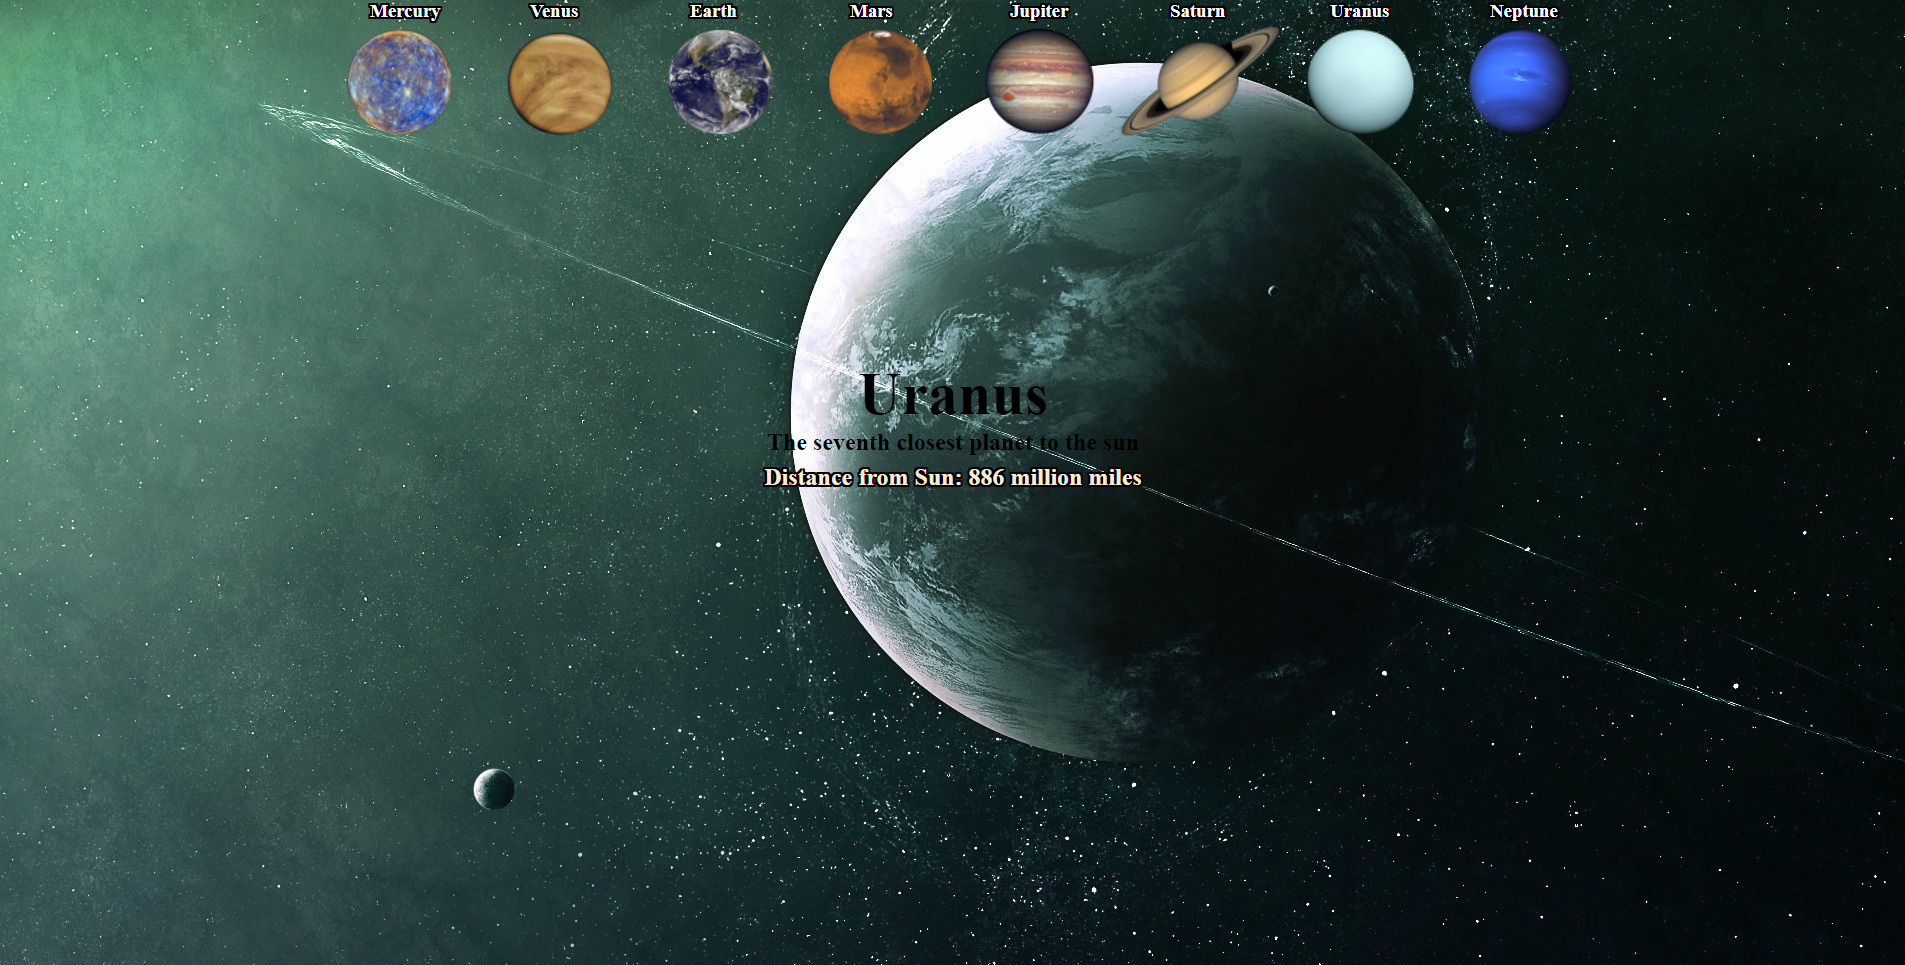 Mercury Venus Earth Mars Jupiter Saturn Uranus Neptune
Uranus
The seventh closest planet to the sun
Distance from Sun: 886 million miles